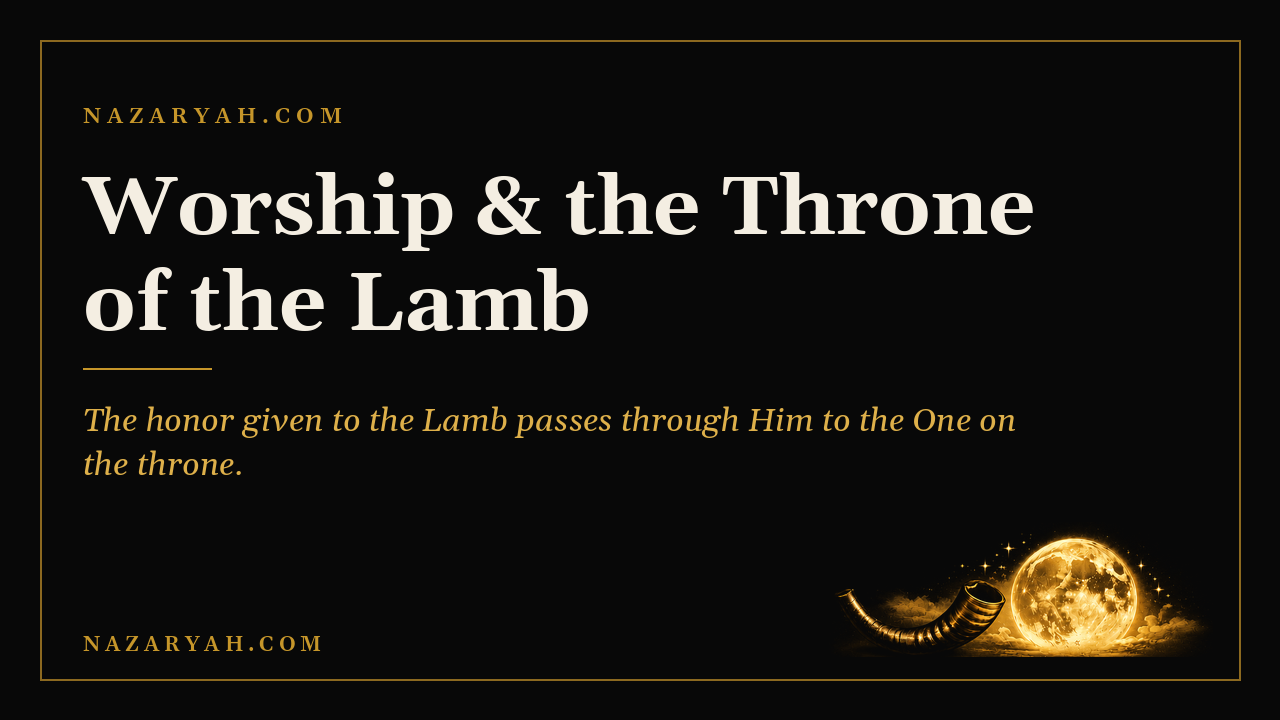 NAZARYAH.COM
Worship & the Throne
of the Lamb
The honor given to the Lamb passes through Him to the One on
the throne.
NAZARYAH.COM